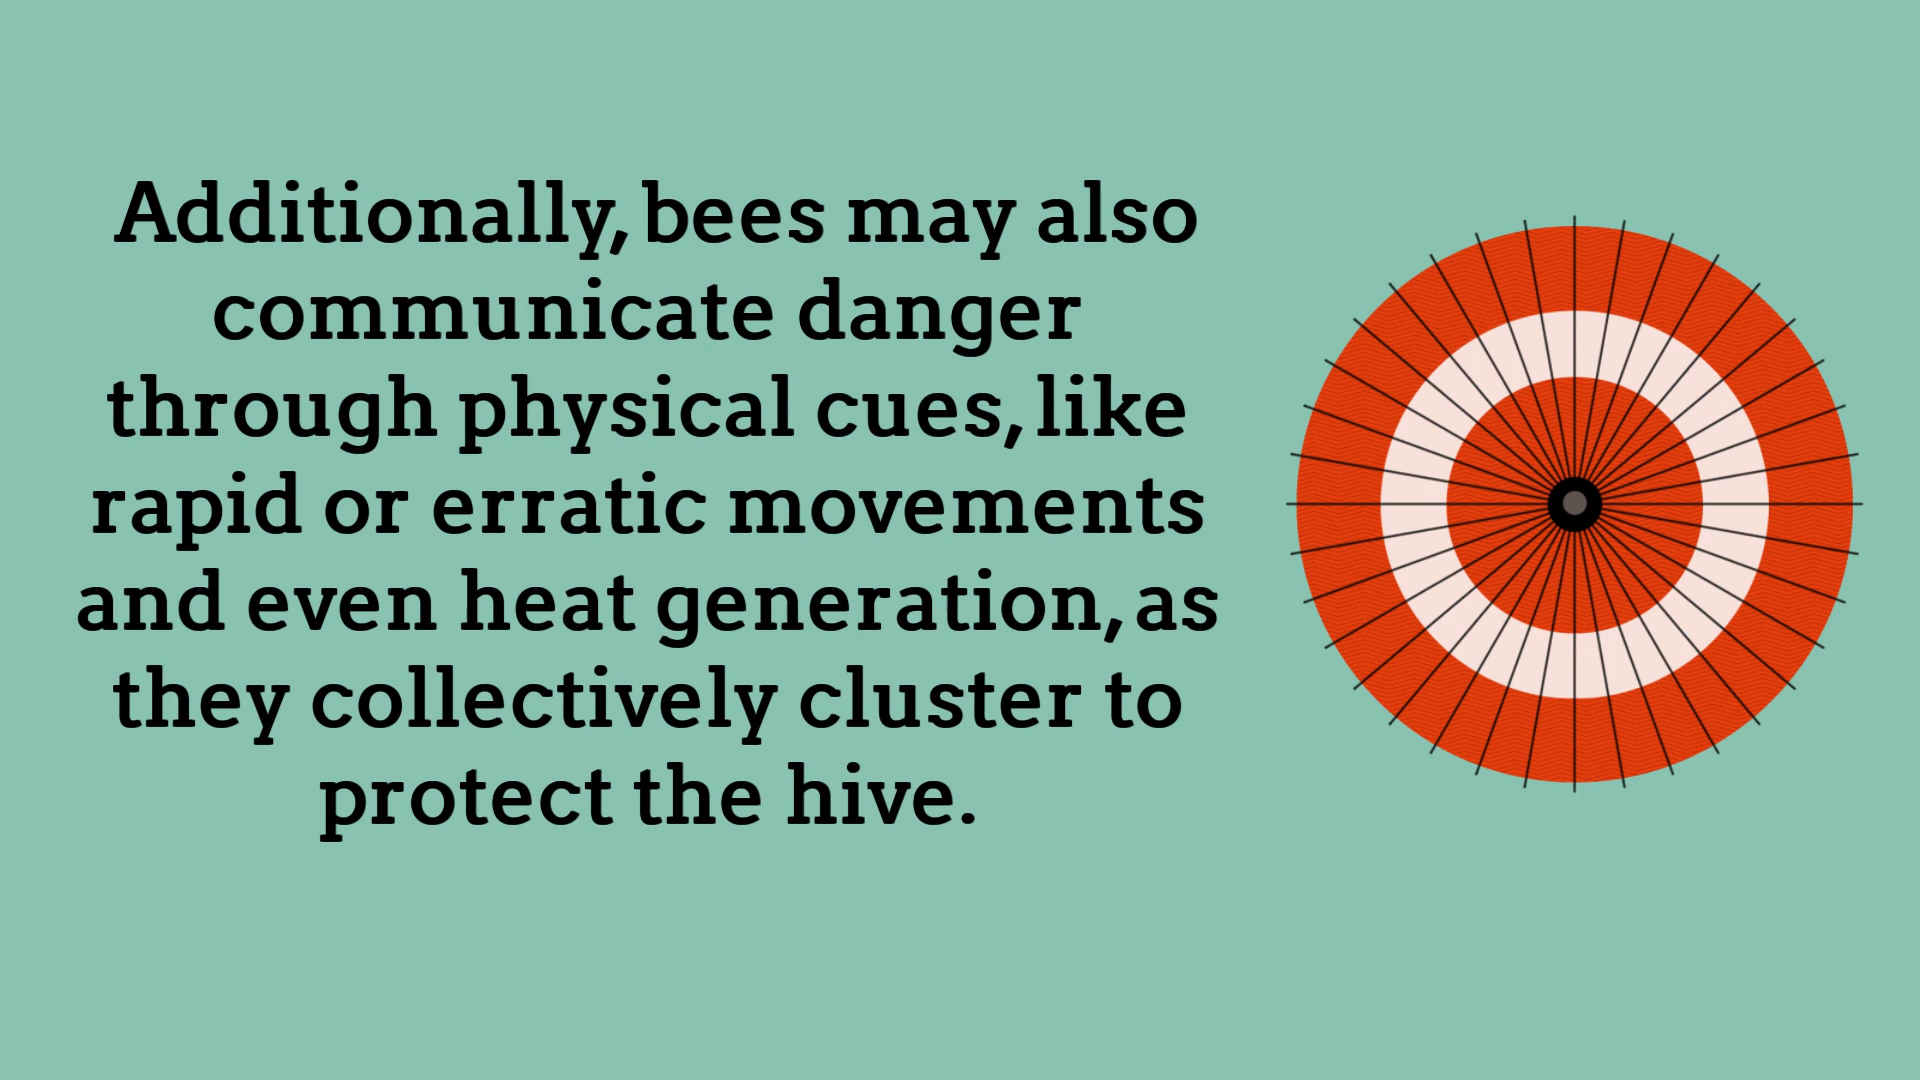 Additionally, bees may also
communicate danger
through physical cues, like
rapid or erratic movements
and even heat generation, as
they collectively cluster to
protect the hive.